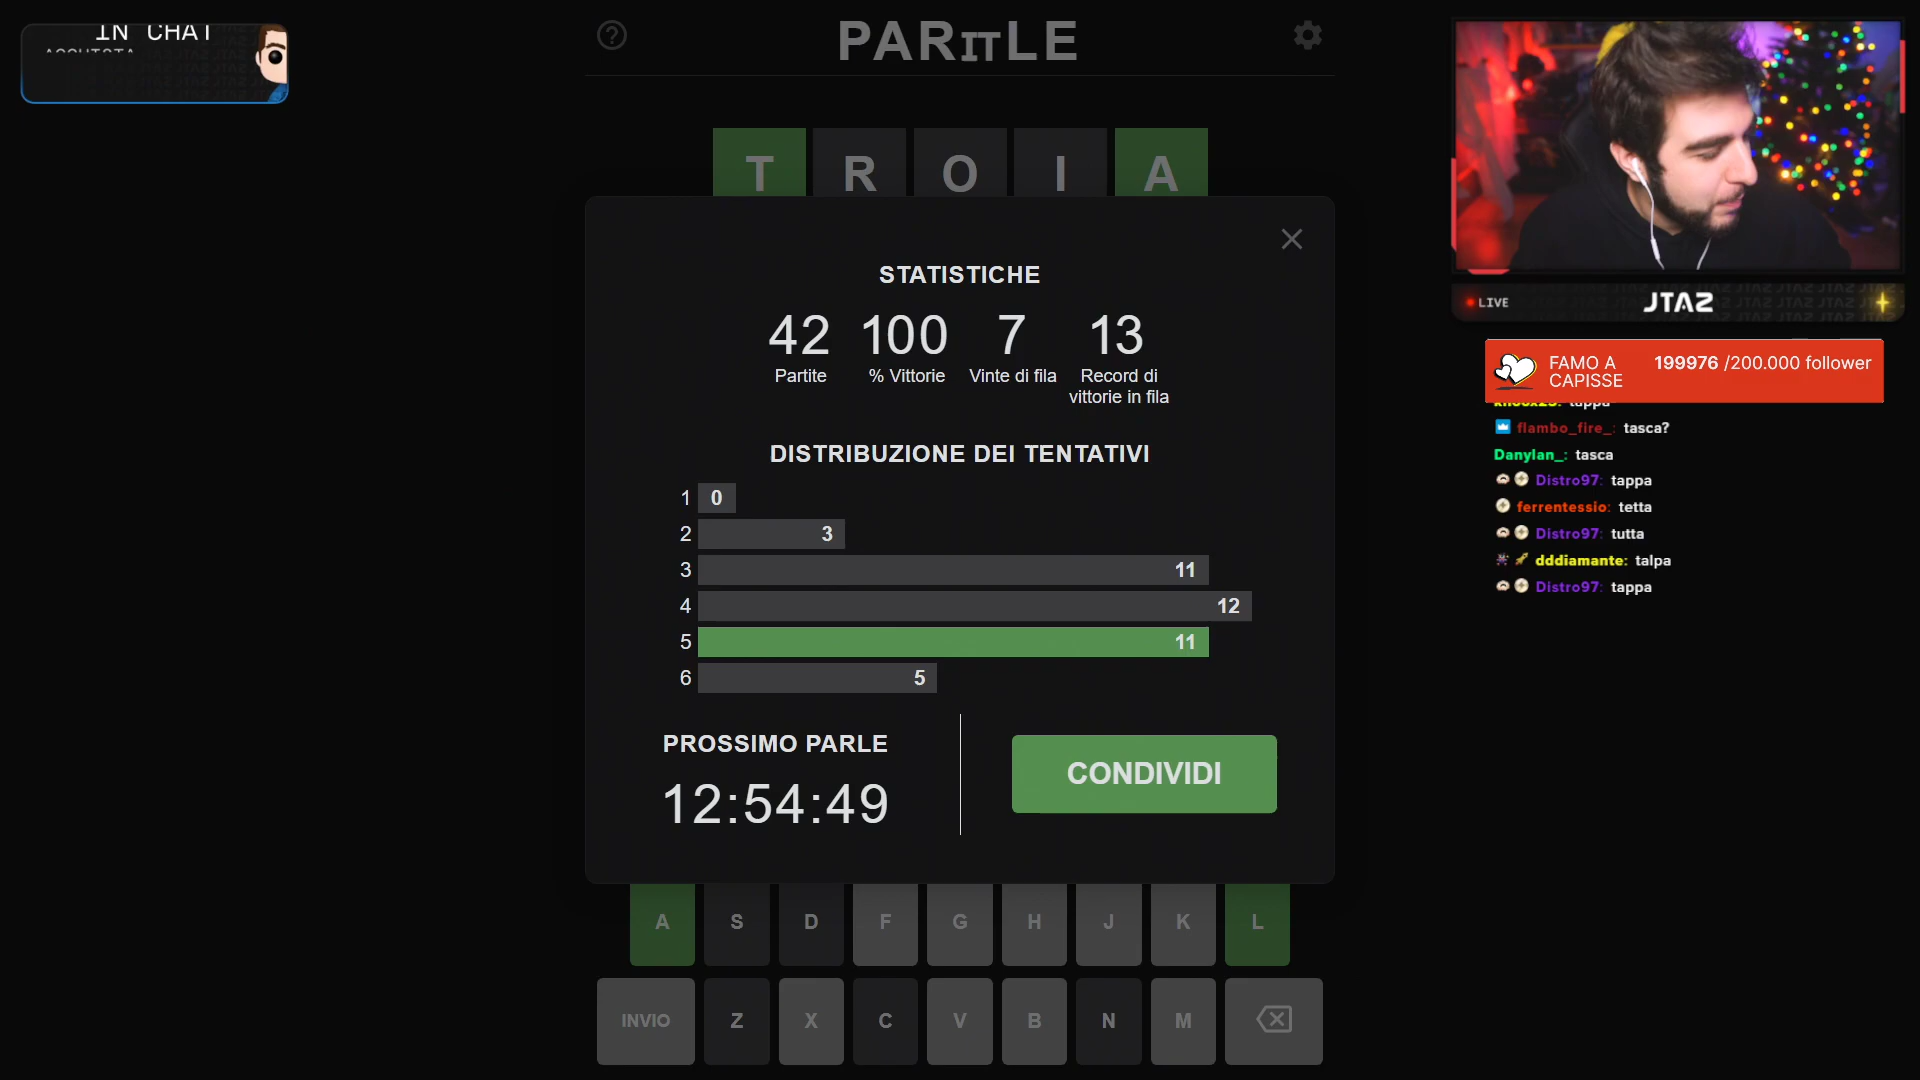 IN CHAT
PARITLE
T R O I A
STATISTICHE
42 100 7 13
Partite % Vittorie Vinte di fila Record di vittorie in fila
DISTRIBUZIONE DEI TENTATIVI
1 0
2 3
3 11
4 12
5 11
6 5
PROSSIMO PARLE
12:54:49
CONDIVIDI
A S D F G H J K L
INVIO Z X C V B N M
LIVE JTAZ
FAMO A CAPISSE 199976 /200.000 follower
tappa
flambo_fire_: tasca?
Danylan_: tasca
Distro97: tappa
ferrentessio: tetta
Distro97: tutta
dddiamante: talpa
Distro97: tappa